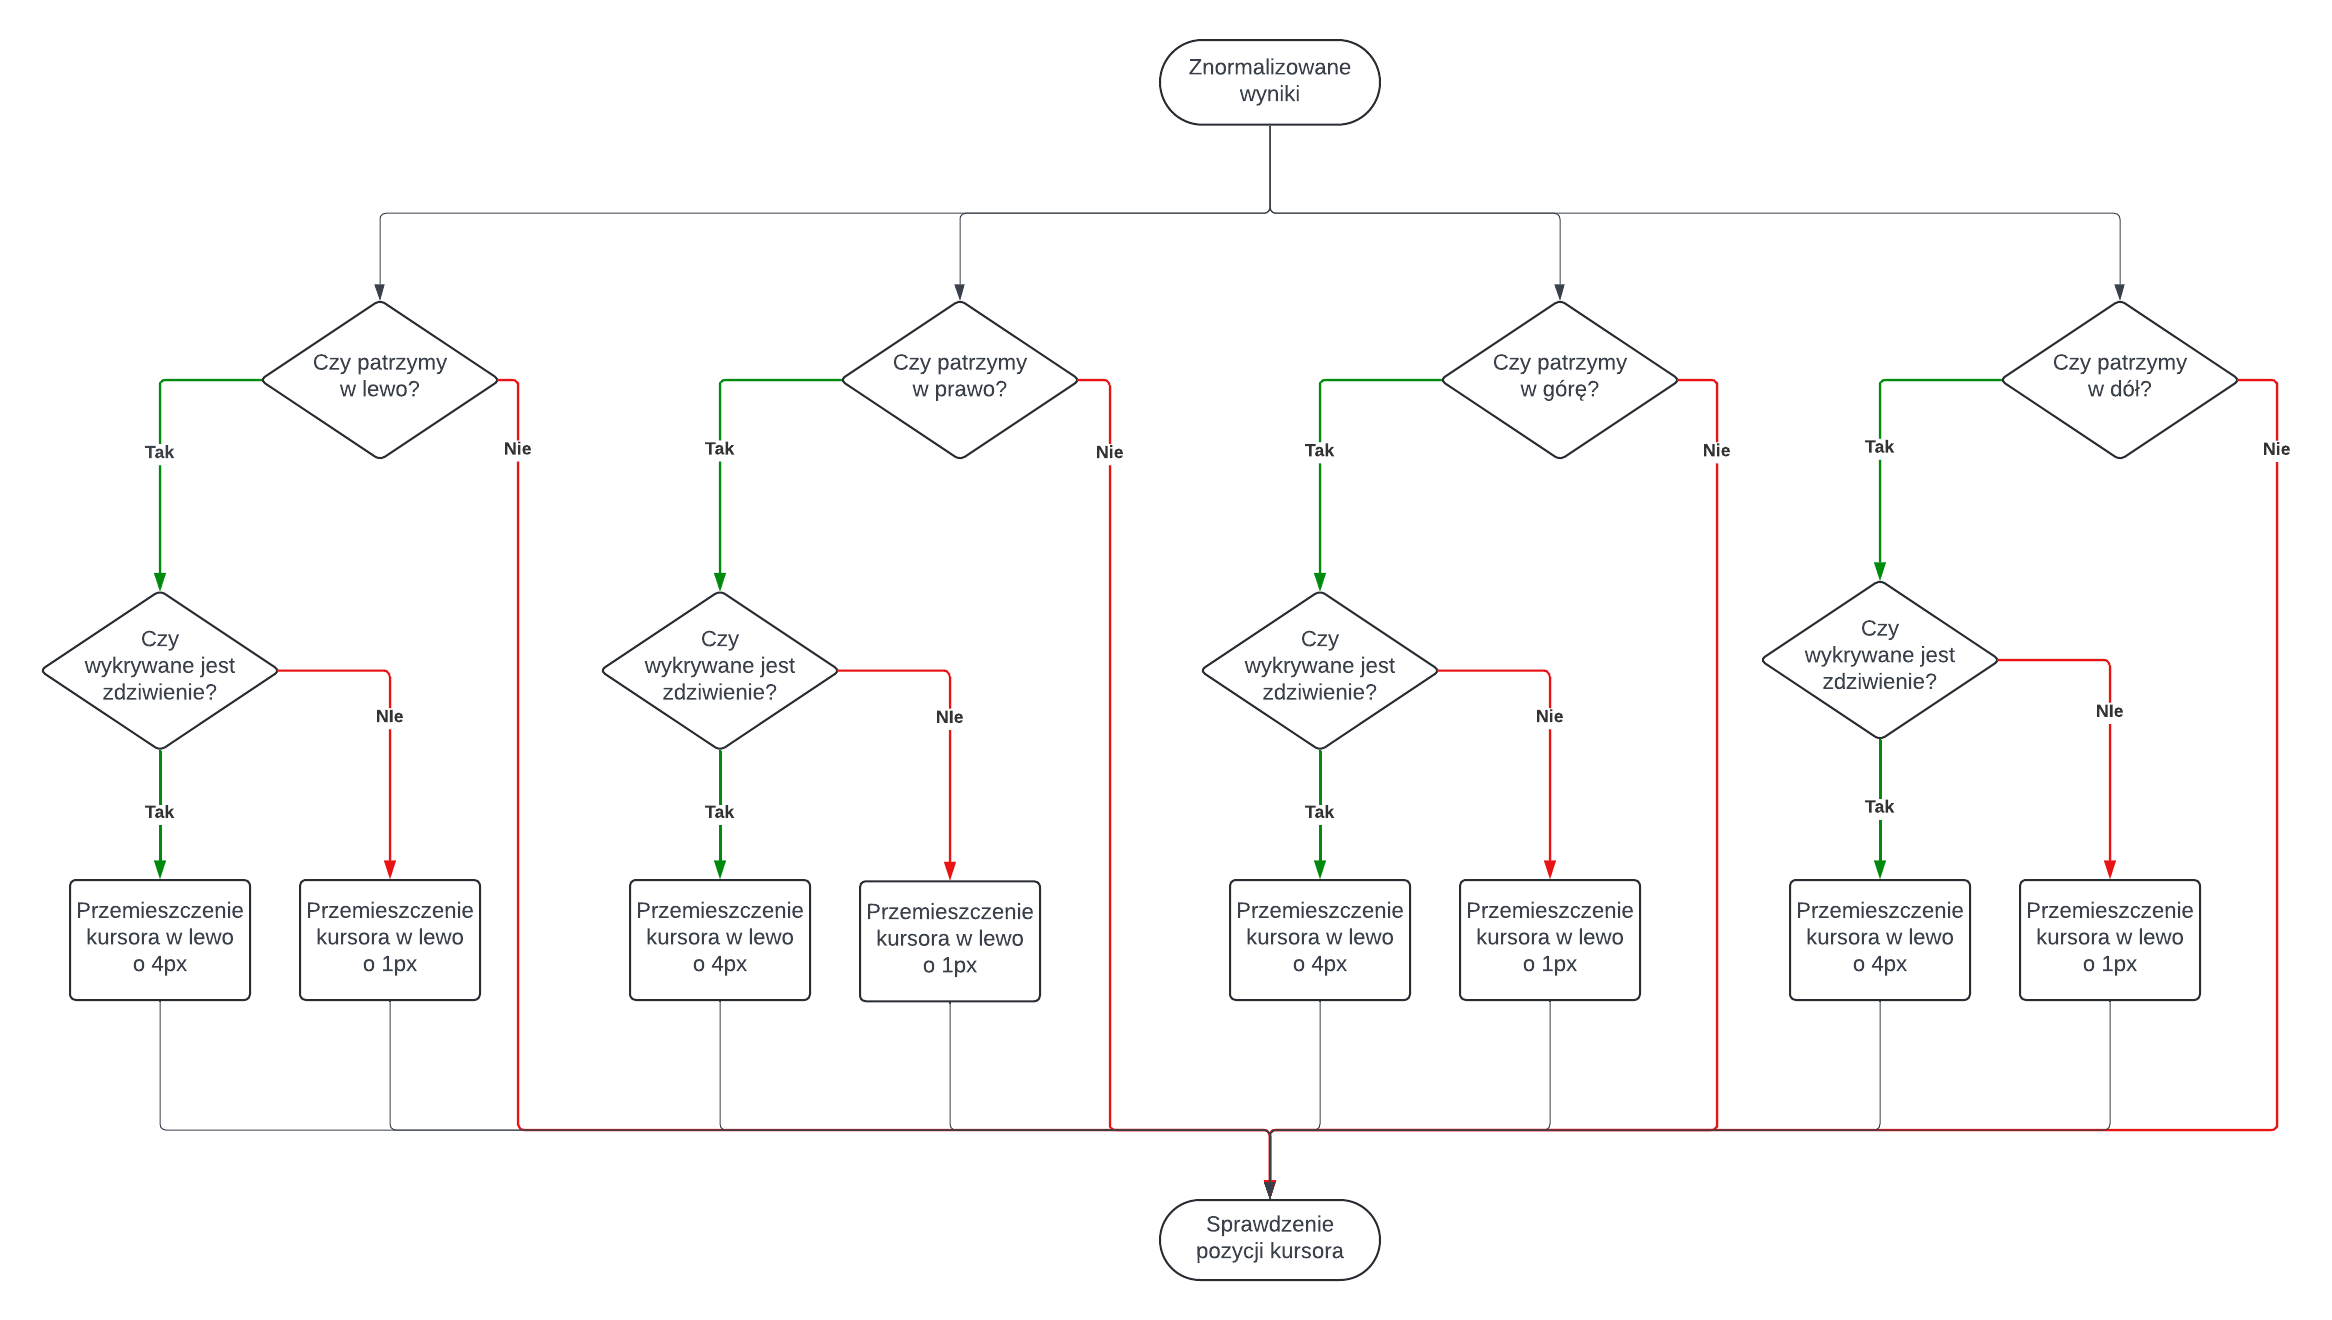 Znormalizowane
wyniki
Czy patrzymy
w lewo?
Czy patrzymy
w prawo?
Czy patrzymy
w górę?
Czy patrzymy
w dół?
Tak
Nie
Tak
Nie
Tak
Nie
Tak
Nie
Czy
wykrywane jest
zdziwienie?
Czy
wykrywane jest
zdziwienie?
Czy
wykrywane jest
zdziwienie?
Czy
wykrywane jest
zdziwienie?
NIe
NIe
Nie
NIe
Tak
Tak
Tak
Tak
Przemieszczenie
kursora w lewo
o 4px
Przemieszczenie
kursora w lewo
o 1px
Przemieszczenie
kursora w lewo
o 4px
Przemieszczenie
kursora w lewo
o 1px
Przemieszczenie
kursora w lewo
o 4px
Przemieszczenie
kursora w lewo
o 1px
Przemieszczenie
kursora w lewo
o 4px
Przemieszczenie
kursora w lewo
o 1px
Sprawdzenie
pozycji kursora